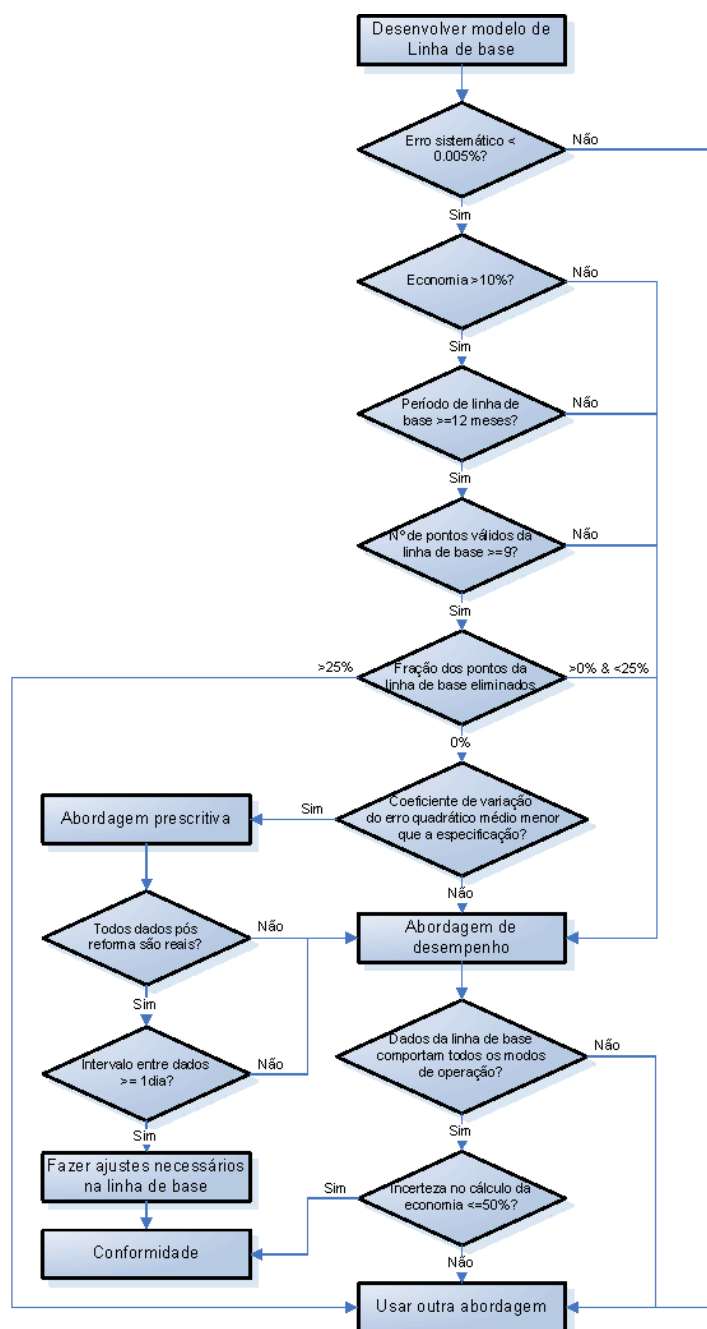 Desenvolver modelo de
Linha de base
Erro sistemático <
0.005%?
Não
Sim
Economia >10%?
Não
Sim
Período de linha de
base >=12 meses?
Não
Sim
Nº de pontos válidos da
linha de base >=9?
Não
Sim
>25%
Fração dos pontos da
linha de base eliminados
>0% & <25%
0%
Coeficiente de variação
do erro quadrático médio menor
que a especificação?
Sim
Abordagem prescritiva
Não
Todos dados pós
reforma são reais?
Não
Abordagem de
desempenho
Sim
Intervalo entre dados
>= 1dia?
Não
Dados da linha de base
comportam todos os modos
de operação?
Não
Sim
Sim
Fazer ajustes necessários
na linha de base
Incerteza no cálculo da
economia <=50%?
Sim
Conformidade
Não
Usar outra abordagem